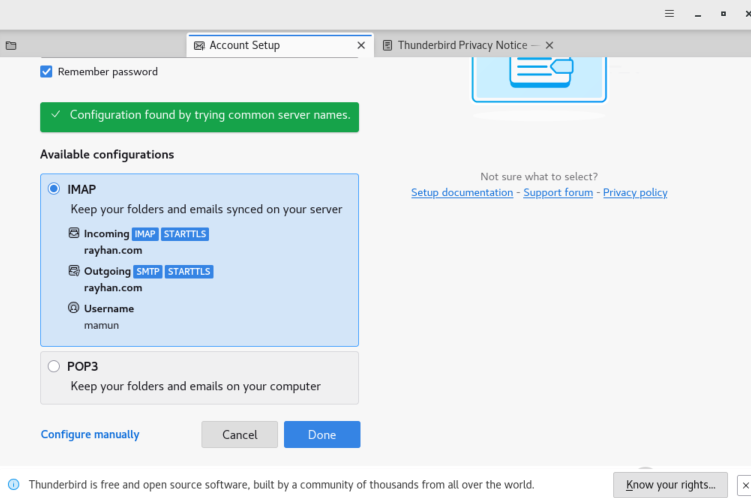 Account Setup
Thunderbird Privacy Notice —
Remember password
Configuration found by trying common server names.
Available configurations
IMAP
Keep your folders and emails synced on your server
Incoming IMAP STARTTLS
rayhan.com
Outgoing SMTP STARTTLS
rayhan.com
Username
mamun
POP3
Keep your folders and emails on your computer
Configure manually
Cancel
Done
Not sure what to select?
Setup documentation - Support forum - Privacy policy
Thunderbird is free and open source software, built by a community of thousands from all over the world.
Know your rights...